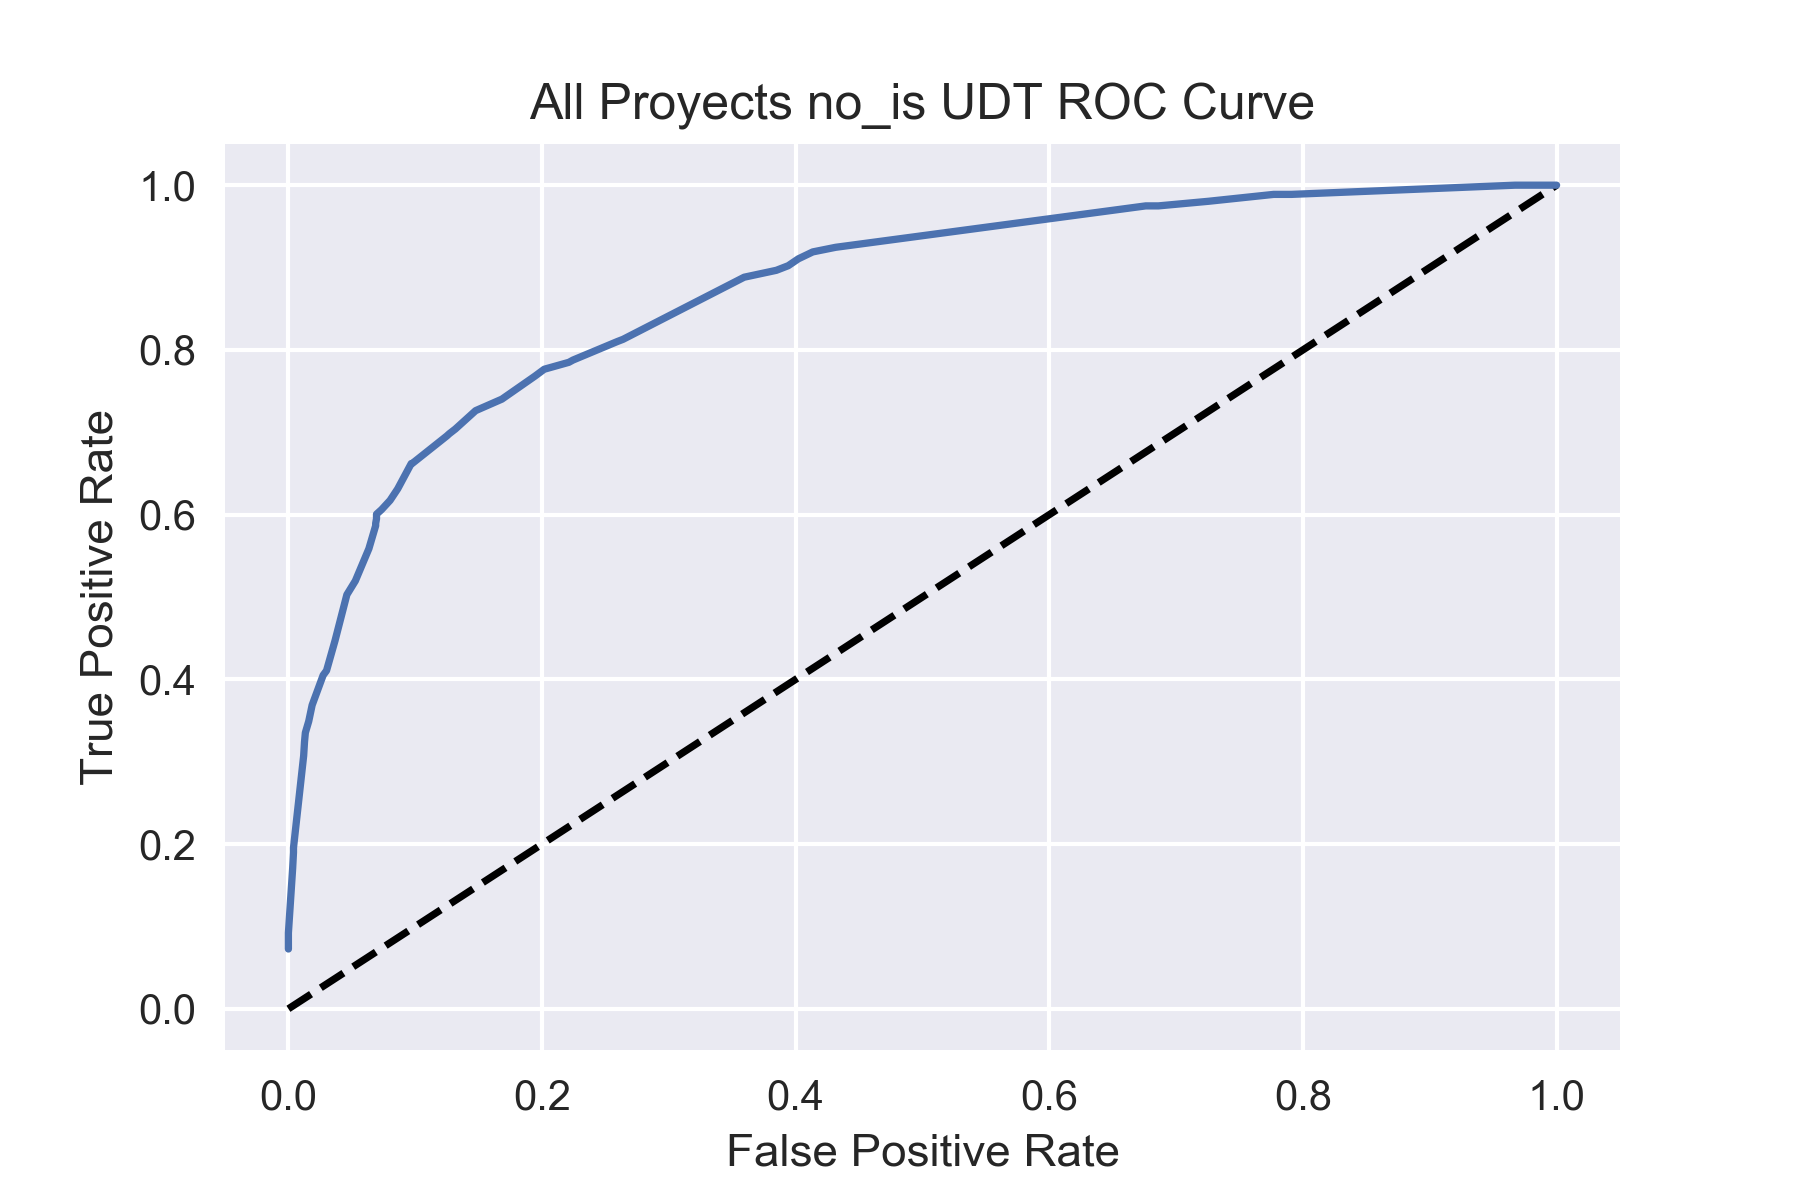 All Proyects no_is UDT ROC Curve
1.0
0.8
0.6
0.4
0.2
0.0
True Positive Rate
0.0 0.2 0.4 0.6 0.8 1.0
False Positive Rate